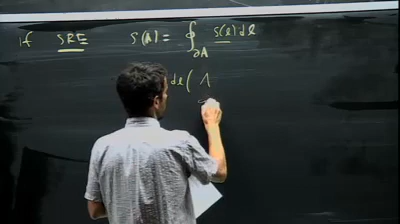 if SRE S(A) = ∮∂A s(l) dl
dl ( 1